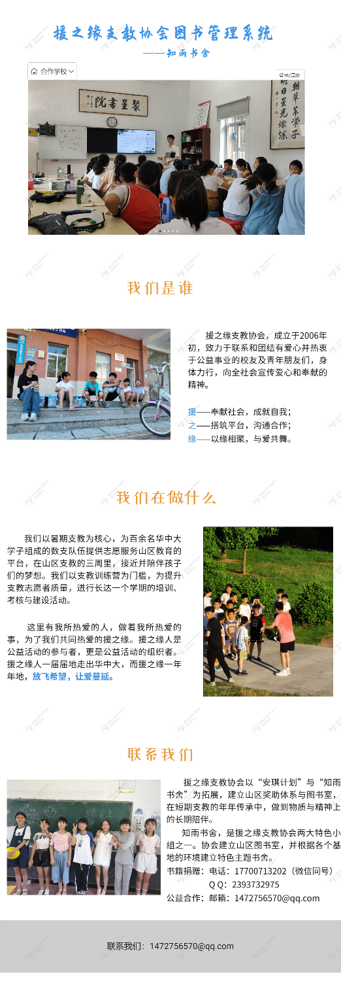 援之缘支教协会图书管理系统
——知雨书舍
合作学校
录/注册
聚星書院
朝萃萃学子
明日星光燦爛
我们是谁
援之缘支教协会，成立于2006年
初，致力于联系和团结有爱心并热衷
于公益事业的校友及青年朋友们，身
体力行，向全社会宣传爱心和奉献的
精神。
援——奉献社会，成就自我；
之——搭筑平台，沟通合作；
缘——以缘相聚，与爱共舞。
我们在做什么
我们以暑期支教为核心，为百余名华中大
学子组成的数支队伍提供志愿服务山区教育的
平台，在山区支教的三周里，接近并陪伴孩子
们的梦想。我们以支教训练营为门槛，为提升
支教志愿者质量，进行长达一个学期的培训、
考核与建设活动。
这里有我所热爱的人，做着我所热爱的
事，为了我们共同热爱的援之缘。援之缘人是
公益活动的参与者，更是公益活动的组织者。
援之缘人一届届地走出华中大，而援之缘一年
年地，放飞希望，让爱蔓延。
联系我们
援之缘支教协会以“安琪计划”与“知雨
书舍”为拓展，建立山区奖助体系与图书室，
在短期支教的年年传承中，做到物质与精神上
的长期陪伴。
知雨书舍，是援之缘支教协会两大特色小
组之一。协会建立山区图书室，并根据各个基
地的环境建立特色主题书舍。
书籍捐赠：电话：17700713202（微信同号）
Q Q：2393732975
公益合作：邮箱：1472756570@qq.com
联系我们：1472756570@qq.com